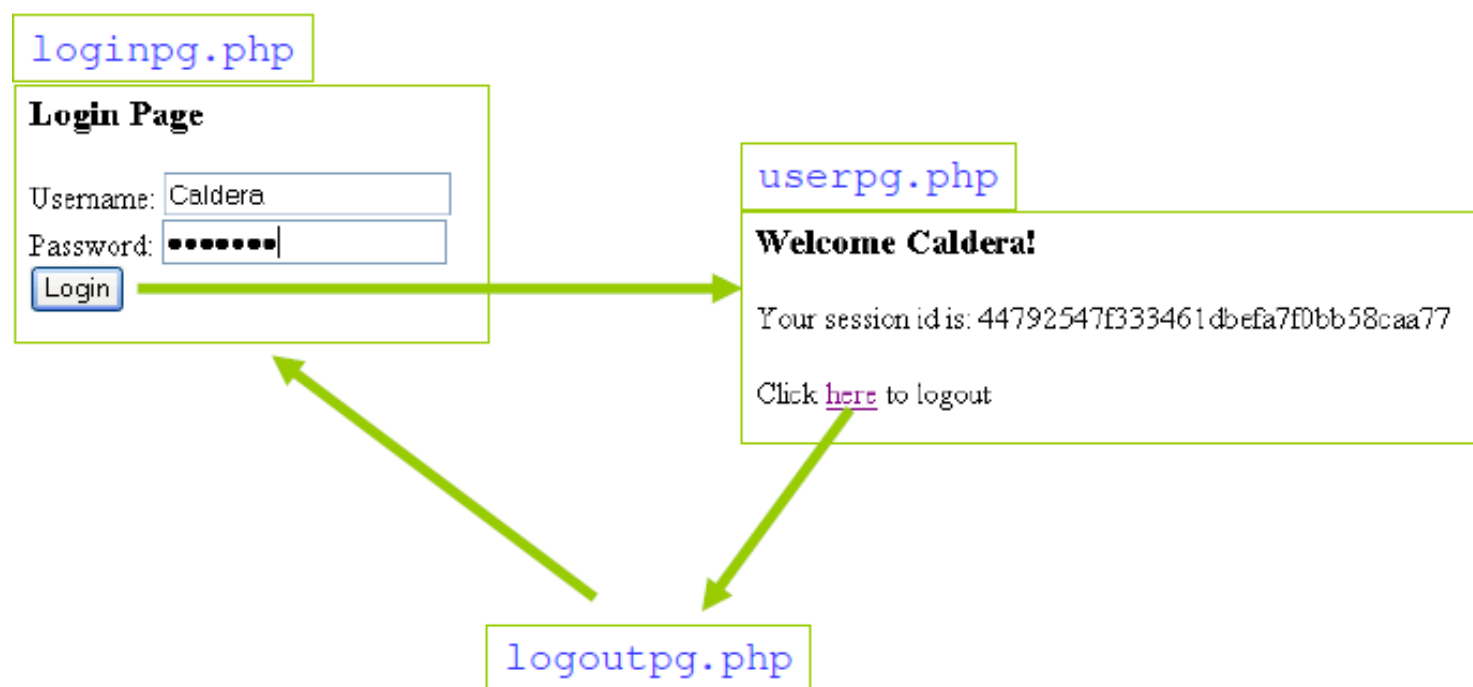 loginpg.php
Login Page
Username: Caldera
Password: •••••••
Login
userpg.php
Welcome Caldera!
Your session id is: 44792547f333461dbefa7f0bb58caa77
Click here to logout
logoutpg.php